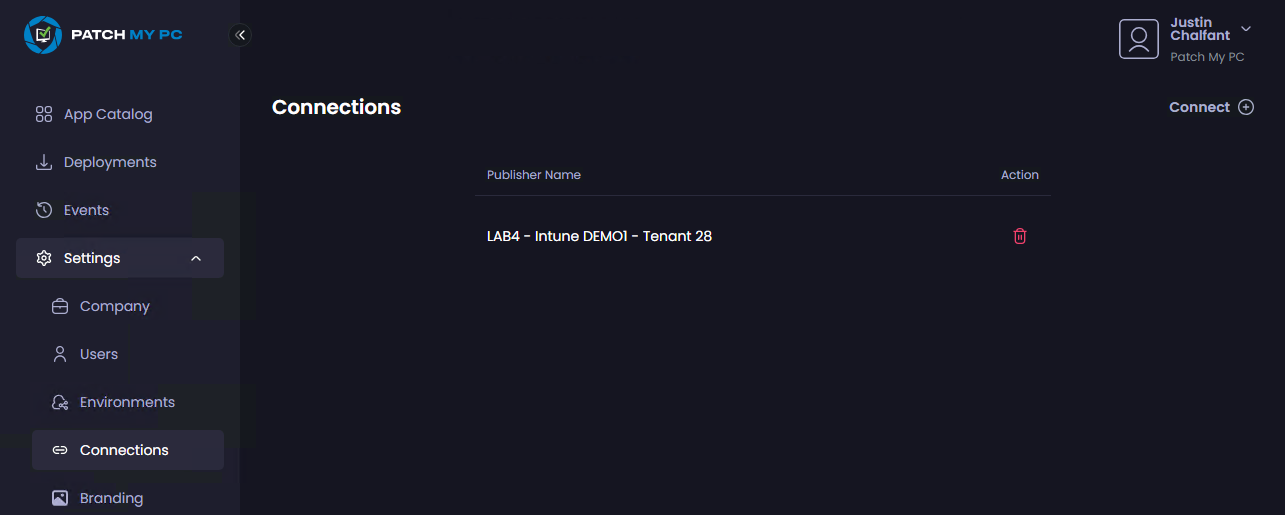 PATCH MY PC
App Catalog
Deployments
Events
Settings
Company
Users
Environments
Connections
Branding
Justin
Chalfant
Patch My PC
Connections
Connect
Publisher Name Action
LAB4 - Intune DEMO1 - Tenant 28